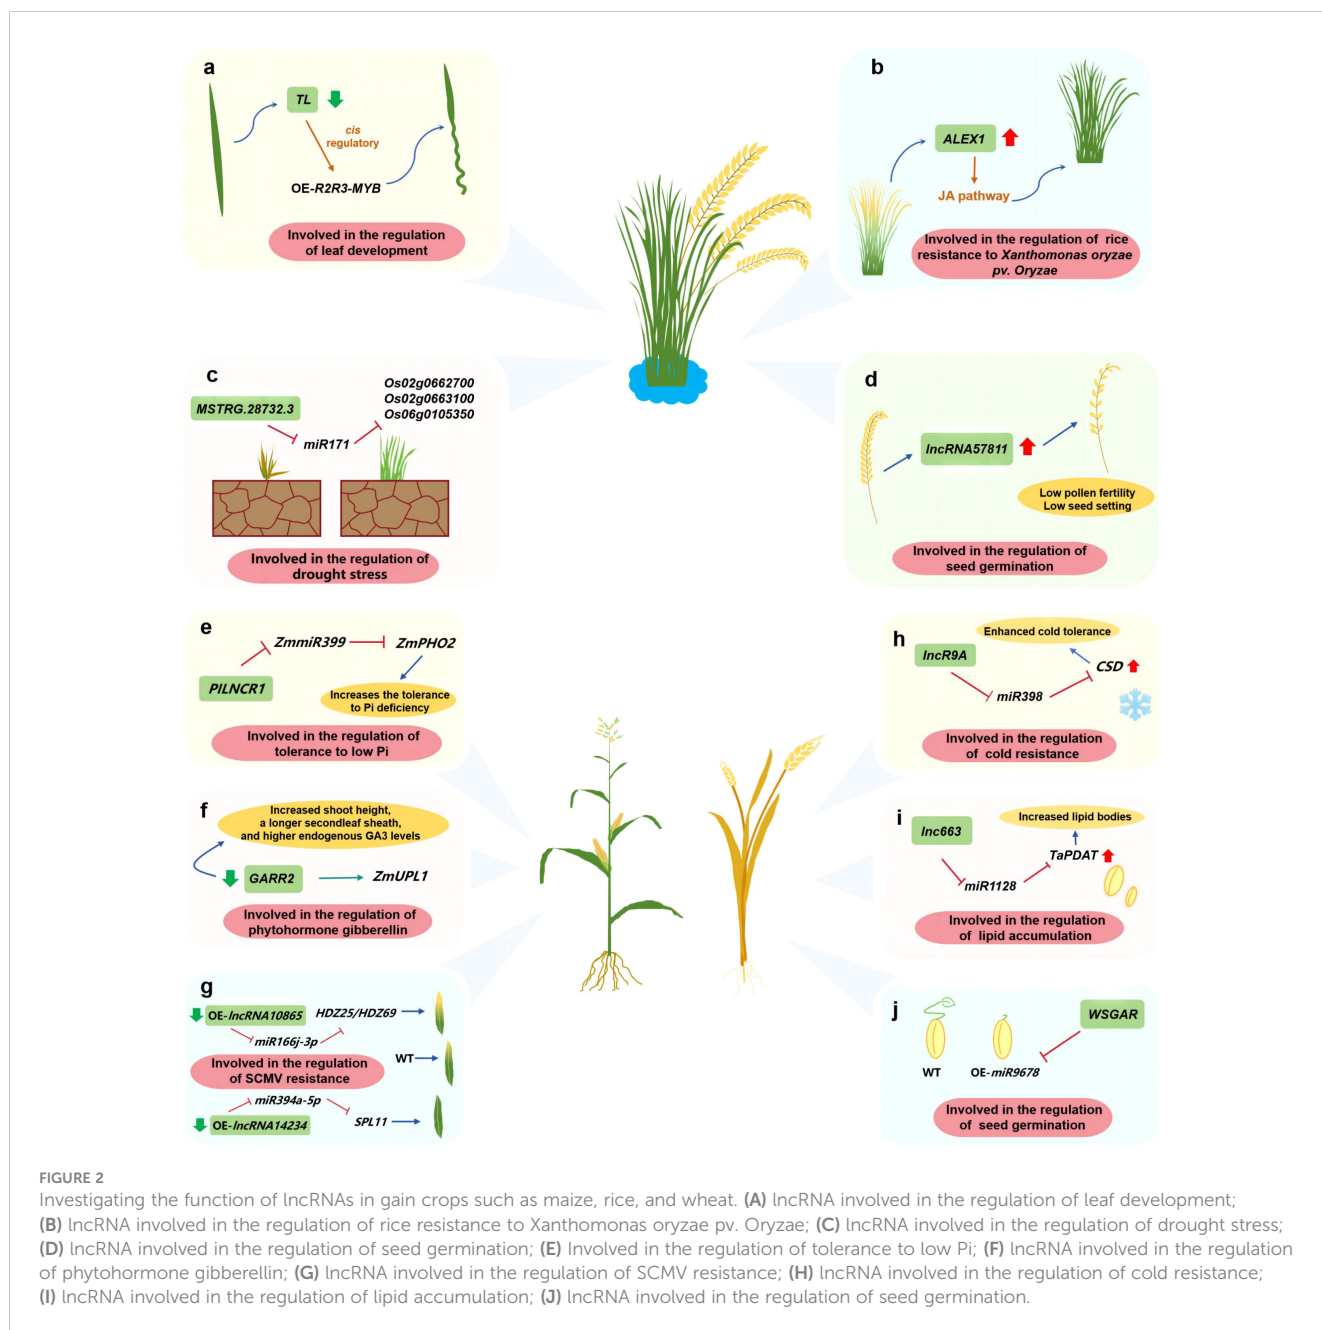 a
TL
cis
regulatory
OE-R2R3-MYB
Involved in the regulation
of leaf development
b
ALEX1
JA pathway
Involved in the regulation of rice
resistance to Xanthomonas oryzae
pv. Oryzae
c
MSTRG.28732.3
miR171
Os02g0662700
Os02g0663100
Os06g0105350
Involved in the regulation of
drought stress
d
lncRNA57811
Low pollen fertility
Low seed setting
Involved in the regulation of
seed germination
e
ZmmiR399
ZmPHO2
PILNCR1
Increases the tolerance
to Pi deficiency
Involved in the regulation of
tolerance to low Pi
f
Increased shoot height,
a longer secondleaf sheath,
and higher endogenous GA3 levels
GARR2
ZmUPL1
Involved in the regulation of
phytohormone gibberellin
g
OE-lncRNA10865
HDZ25/HDZ69
miR166j-3p
Involved in the regulation
of SCMV resistance
WT
miR394a-5p
OE-lncRNA14234
SPL11
h
Enhanced cold tolerance
lncR9A
CSD
miR398
Involved in the regulation
of cold resistance
i
Increased lipid bodies
lnc663
TaPDAT
miR1128
Involved in the regulation
of lipid accumulation
j
WSGAR
WT
OE-miR9678
Involved in the regulation
of seed germination
FIGURE 2
Investigating the function of lncRNAs in gain crops such as maize, rice, and wheat. (A) lncRNA involved in the regulation of leaf development;
(B) lncRNA involved in the regulation of rice resistance to Xanthomonas oryzae pv. Oryzae; (C) lncRNA involved in the regulation of drought stress;
(D) lncRNA involved in the regulation of seed germination; (E) Involved in the regulation of tolerance to low Pi; (F) lncRNA involved in the regulation
of phytohormone gibberellin; (G) lncRNA involved in the regulation of SCMV resistance; (H) lncRNA involved in the regulation of cold resistance;
(I) lncRNA involved in the regulation of lipid accumulation; (J) lncRNA involved in the regulation of seed germination.